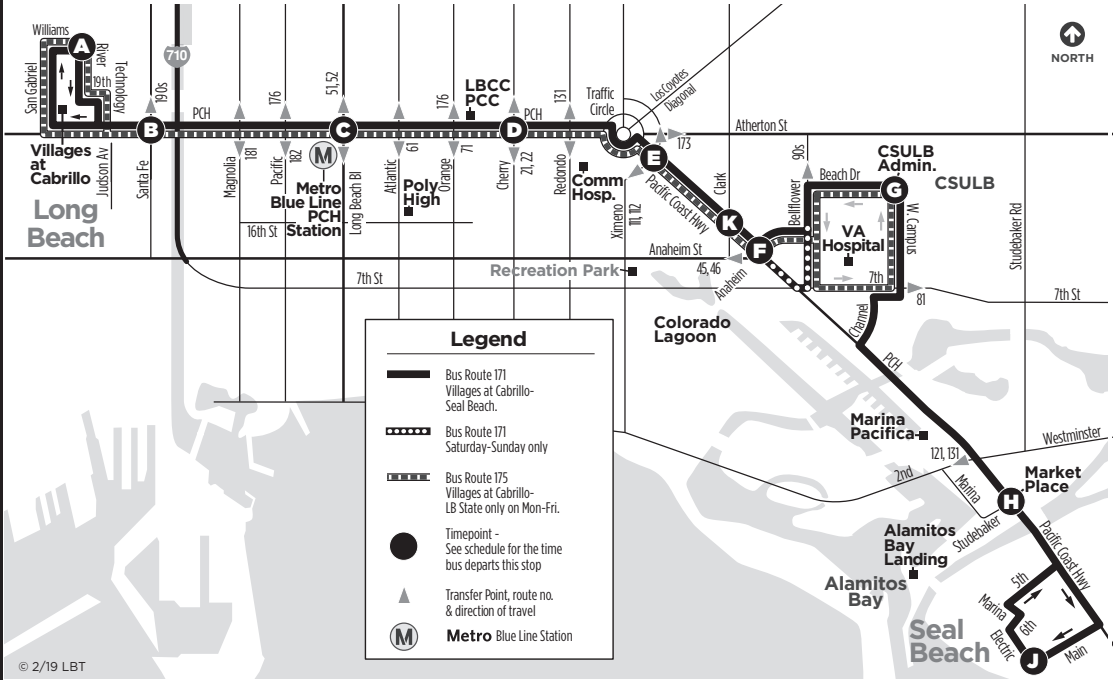 Williams
A
River
Technology
19th
San Gabriel
Villages
at
Cabrillo
Judson Av
Long
Beach
B
190s
Santa Fe
710
PCH
Magnolia
181
176
Pacific
182
51, 52
C
M
Metro
Blue Line
PCH
Station
Long Beach Bl
16th St
Atlantic
61
Poly
High
176
Orange
71
LBCC
PCC
D
PCH
Cherry
21, 22
131
Redondo
Comm.
Hosp.
Traffic
Circle
Los Coyotes
Diagonal
173
E
Ximeno
111, 112
Pacific Coast Hwy
Atherton St
Clark
K
F
Anaheim St
45, 46
Anaheim
Recreation Park
7th St
Colorado
Lagoon
90s
Bellflower
Beach Dr
CSULB
Admin.
G
CSULB
W. Campus
VA
Hospital
7th
81
Channel
Studebaker Rd
7th St
NORTH
PCH
Marina
Pacifica
121, 131
Westminster
2nd
Marina
H
Market
Place
Studebaker
Pacific Coast Hwy
Alamitos
Bay
Landing
Alamitos
Bay
5th
Marina
6th
Electric
Main
J
Seal
Beach
Legend
Bus Route 171
Villages at Cabrillo-
Seal Beach.
Bus Route 171
Saturday-Sunday only
Bus Route 175
Villages at Cabrillo-
LB State only on Mon-Fri.
Timepoint -
See schedule for the time
bus departs this stop
Transfer Point, route no.
& direction of travel
M
Metro Blue Line Station
© 2/19 LBT